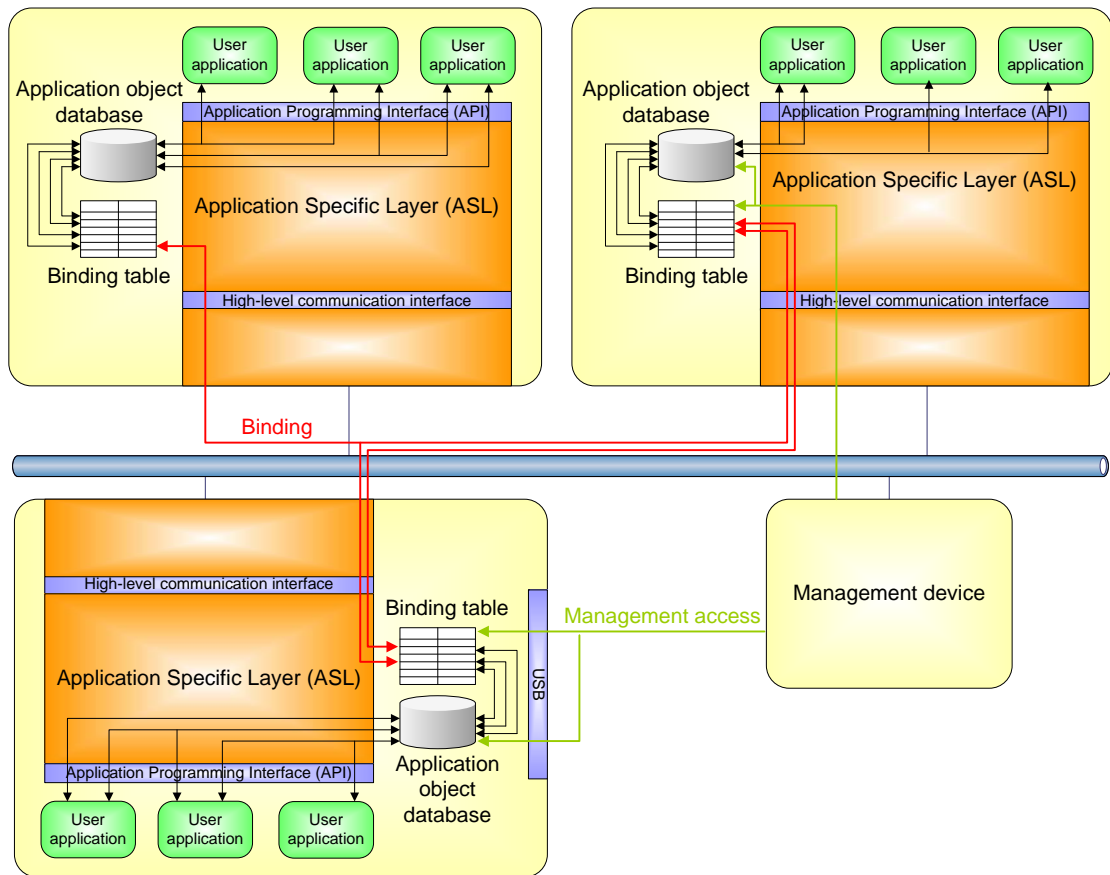 User
application
User
application
User
application
Application object
database
Application Programming Interface (API)
Application Specific Layer (ASL)
Binding table
High-level communication interface
User
application
User
application
User
application
Application object
database
Application Programming Interface (API)
Application Specific Layer (ASL)
Binding table
High-level communication interface
Binding
High-level communication interface
Binding table
Application Specific Layer (ASL)
USB
Application
object
database
Application Programming Interface (API)
User
application
User
application
User
application
Management access
Management device